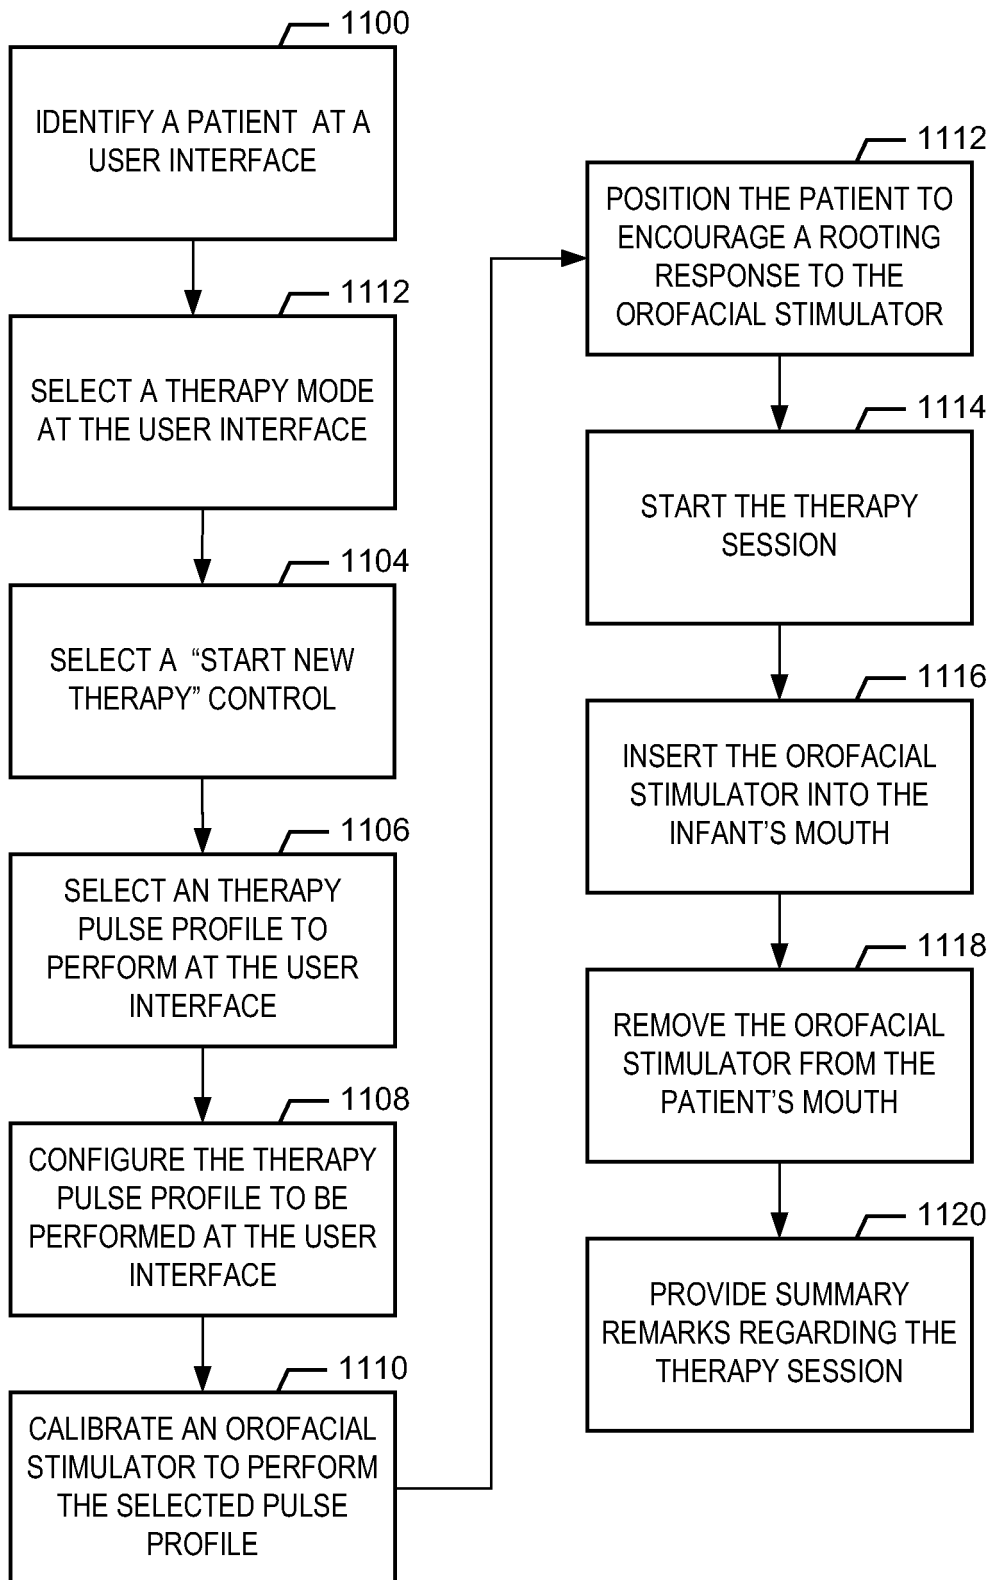 1100
IDENTIFY A PATIENT AT A
USER INTERFACE
1112
SELECT A THERAPY MODE
AT THE USER INTERFACE
1104
SELECT A “START NEW
THERAPY” CONTROL
1106
SELECT AN THERAPY
PULSE PROFILE TO
PERFORM AT THE USER
INTERFACE
1108
CONFIGURE THE THERAPY
PULSE PROFILE TO BE
PERFORMED AT THE USER
INTERFACE
1110
CALIBRATE AN OROFACIAL
STIMULATOR TO PERFORM
THE SELECTED PULSE
PROFILE
1112
POSITION THE PATIENT TO
ENCOURAGE A ROOTING
RESPONSE TO THE
OROFACIAL STIMULATOR
1114
START THE THERAPY
SESSION
1116
INSERT THE OROFACIAL
STIMULATOR INTO THE
INFANT’S MOUTH
1118
REMOVE THE OROFACIAL
STIMULATOR FROM THE
PATIENT’S MOUTH
1120
PROVIDE SUMMARY
REMARKS REGARDING THE
THERAPY SESSION